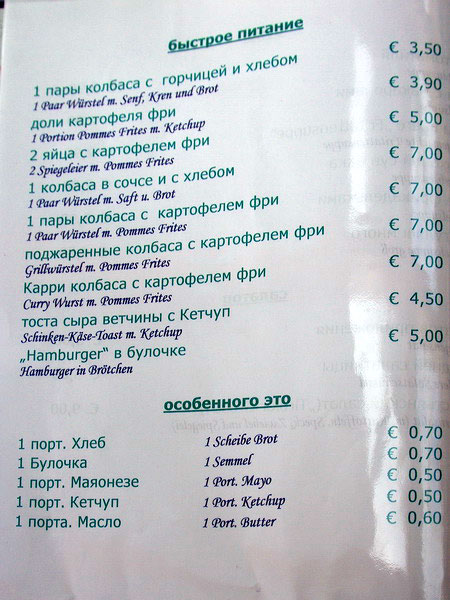 быстрое питание
1 пары колбаса с горчицей и хлебом € 3,50
1 Paar Würstel m. Senf, Kren und Brot
доли картофеля фри € 3,90
1 Portion Pommes Frites m. Ketchup
2 яйца с картофелем фри € 5,00
2 Spiegeleier m. Pommes Frites
1 колбаса в сочсе и с хлебом € 7,00
1 Paar Würstel m. Saft u. Brot
1 пары колбаса с картофелем фри € 7,00
1 Paar Würstel m. Pommes Frites
поджаренные колбаса с картофелем фри € 7,00
Grillwürstel m. Pommes Frites
Карри колбаса с картофелем фри € 7,00
Curry Wurst m. Pommes Frites
тоста сыра ветчины с Кетчуп € 4,50
Schinken-Käse-Toast m. Ketchup
„Hamburger“ в булочке € 5,00
Hamburger in Brötchen
особенного это
1 порт. Хлеб 1 Scheibe Brot € 0,70
1 Булочка 1 Semmel € 0,70
1 порт. Маяонезе 1 Port. Mayo € 0,50
1 порт. Кетчуп 1 Port. Ketchup € 0,50
1 порта. Масло 1 Port. Butter € 0,60